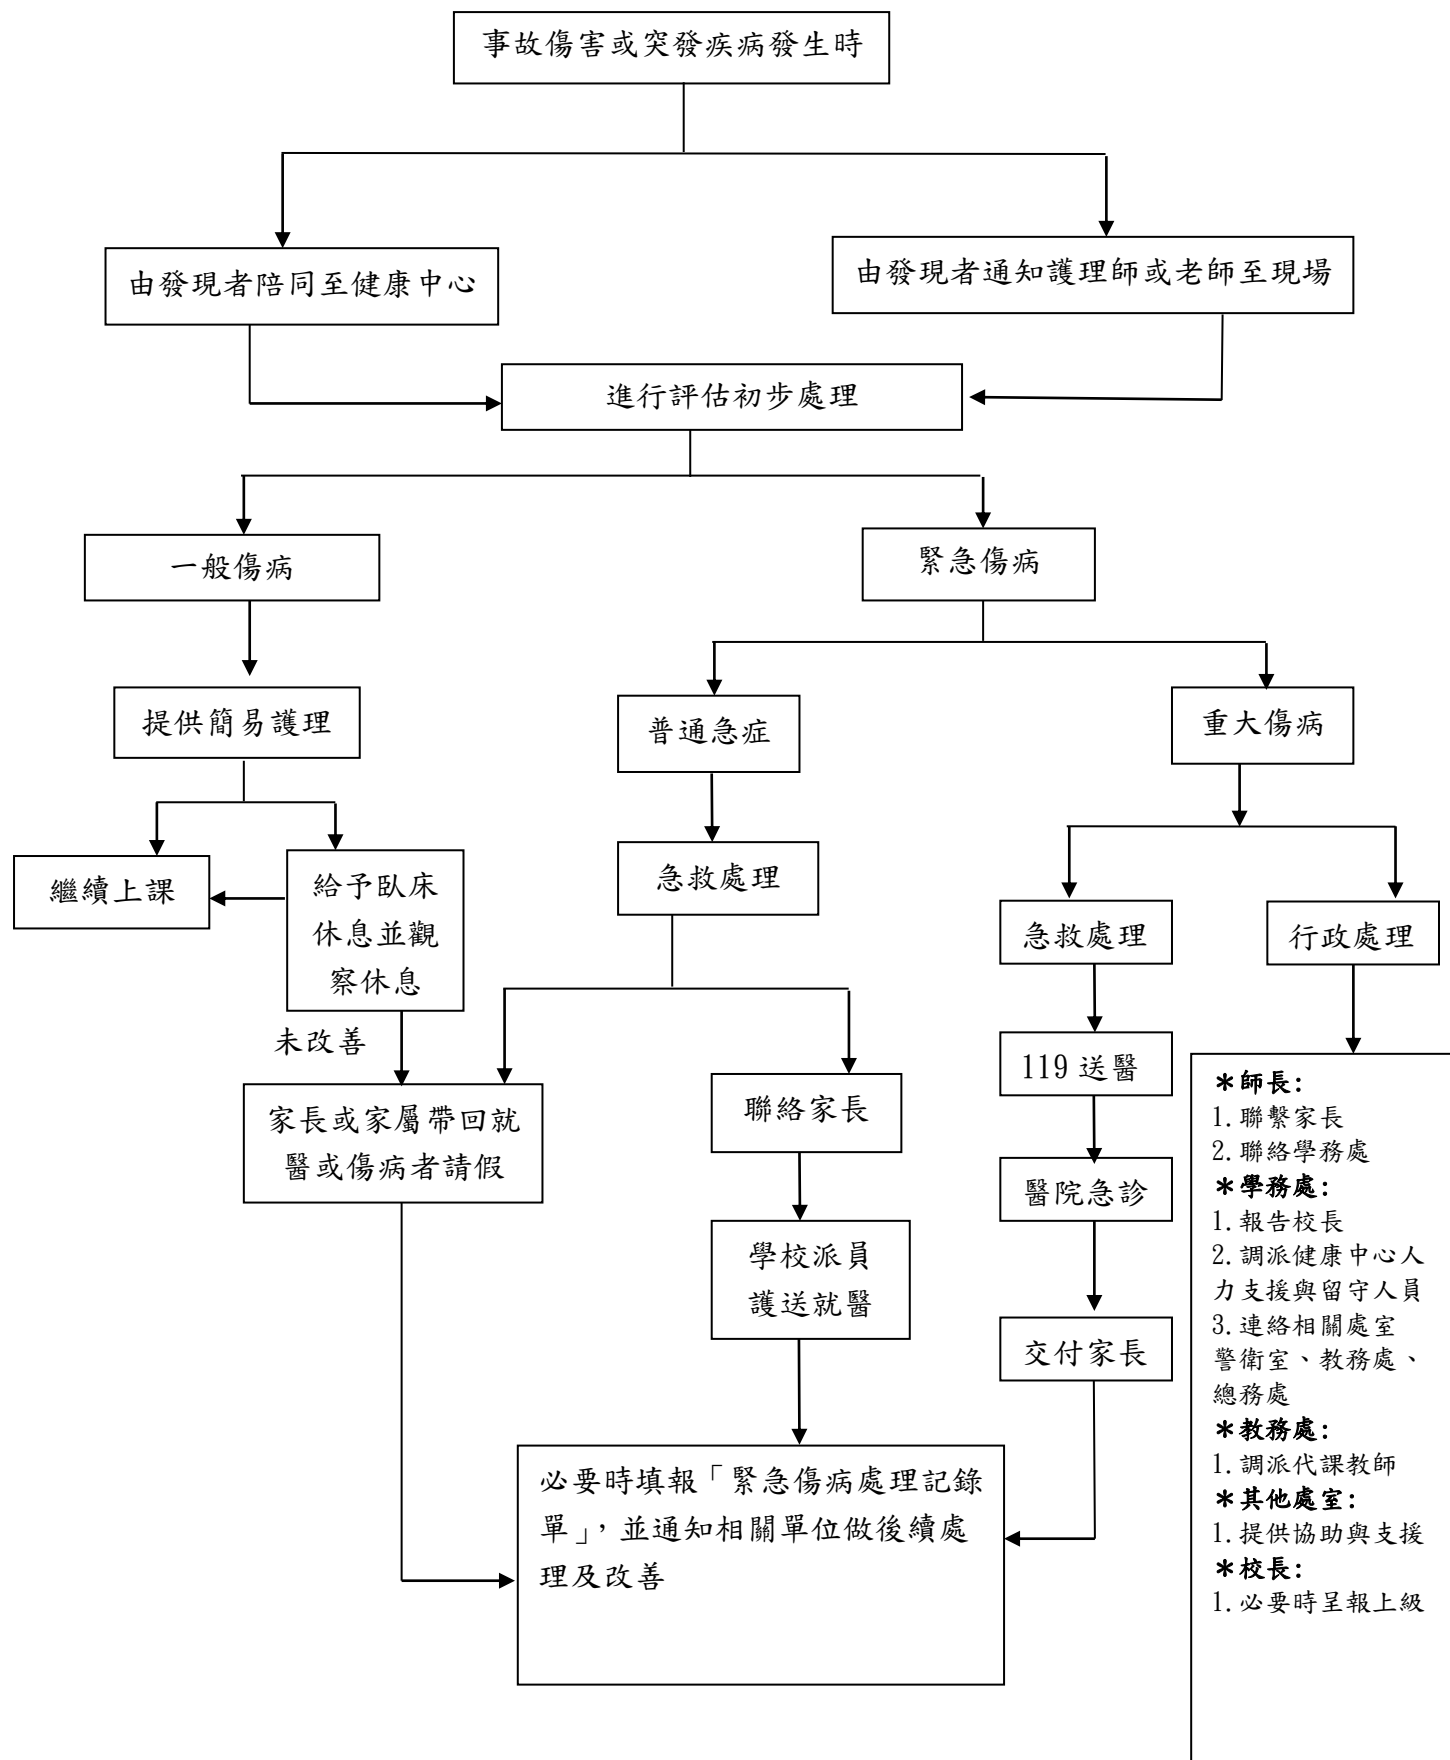 事故傷害或突發疾病發生時
由發現者陪同至健康中心
由發現者通知護理師或老師至現場
進行評估初步處理
一般傷病
緊急傷病
提供簡易護理
普通急症
重大傷病
繼續上課
給予臥床
休息並觀
察休息
急救處理
急救處理
行政處理
未改善
家長或家屬帶回就
醫或傷病者請假
聯絡家長
119 送醫
學校派員
護送就醫
醫院急診
交付家長
必要時填報「緊急傷病處理記錄
單」，並通知相關單位做後續處
理及改善
＊師長:
1.聯繫家長
2.聯絡學務處
＊學務處:
1.報告校長
2.調派健康中心人
力支援與留守人員
3.連絡相關處室
警衛室、教務處、
總務處
＊教務處:
1.調派代課教師
＊其他處室:
1.提供協助與支援
＊校長:
1.必要時呈報上級